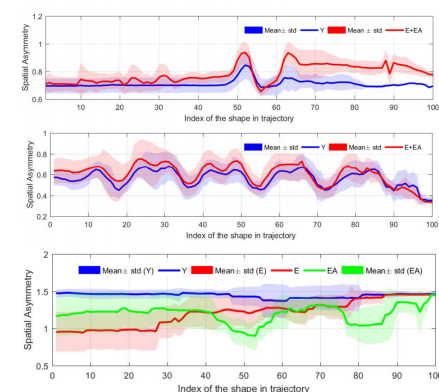 1.2
Mean± std Y Mean ± std E+EA
1
0.8
0.6
Spatial Asymmetry
0 10 20 30 40 50 60 70 80 90 100
Index of the shape in trajectory
1
Mean ± std Y Mean ± std E+EA
0.8
0.6
0.4
0.2
Spatial Asymmetry
0 10 20 30 40 50 60 70 80 90 100
Index of the shape in trajectory
2
Mean± std (Y) Y Mean± std (E) E EA Mean± std (EA)
1.5
1
0.5
Spatial Asymmetry
0 10 20 30 40 50 60 70 80 90 100
Index of the shape in trajectory